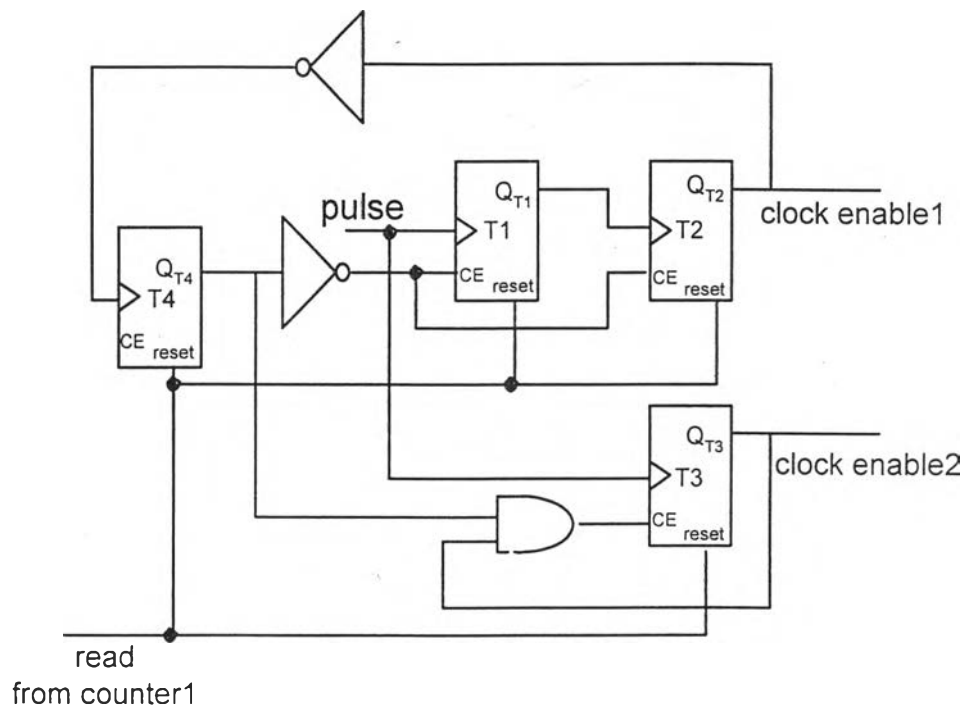 pulse
Q_T1
T1
CE
reset
Q_T2
T2
CE
reset
clock enable1
Q_T4
T4
CE
reset
Q_T3
T3
CE
reset
clock enable2
read
from counter1